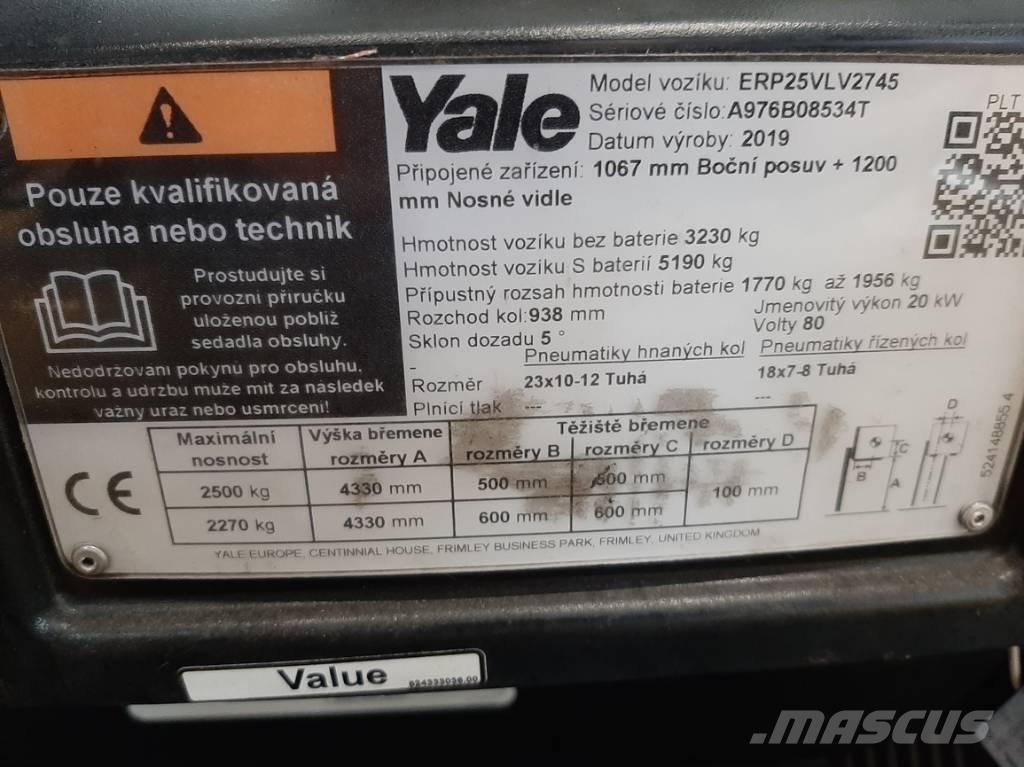 Yale
Model vozíku: ERP25VLV2745
Sériové číslo: A976B08534T
Datum výroby: 2019
PLT
Připojené zařízení: 1067 mm Boční posuv + 1200
mm Nosné vidle
Pouze kvalifikovaná
obsluha nebo technik
Prostudujte si
provozní příručku
uloženou poblíž
sedadla obsluhy.
Nedodržování pokynů pro obsluhu,
kontrolu a údržbu může mít za následek
vážný úraz nebo usmrcení!
Hmotnost vozíku bez baterie 3230 kg
Hmotnost vozíku S baterií 5190 kg
Přípustný rozsah hmotnosti baterie 1770 kg až 1956 kg
Rozchod kol: 938 mm
Jmenovitý výkon 20 kW
Sklon dozadu 5 °
Volty 80
- Pneumatiky hnaných kol Pneumatiky řízených kol
Rozměr 23x10-12 Tuhá 18x7-8 Tuhá
Plnící tlak --- ---
Maximální nosnost Výška břemene rozměry A Těžiště břemene
rozměry B rozměry C rozměry D
2500 kg 4330 mm 500 mm 500 mm 100 mm
2270 kg 4330 mm 600 mm 600 mm
CE
B C A D
524148855.4
YALE EUROPE, CENTINNIAL HOUSE, FRIMLEY BUSINESS PARK, FRIMLEY, UNITED KINGDOM
Value
MASCUS